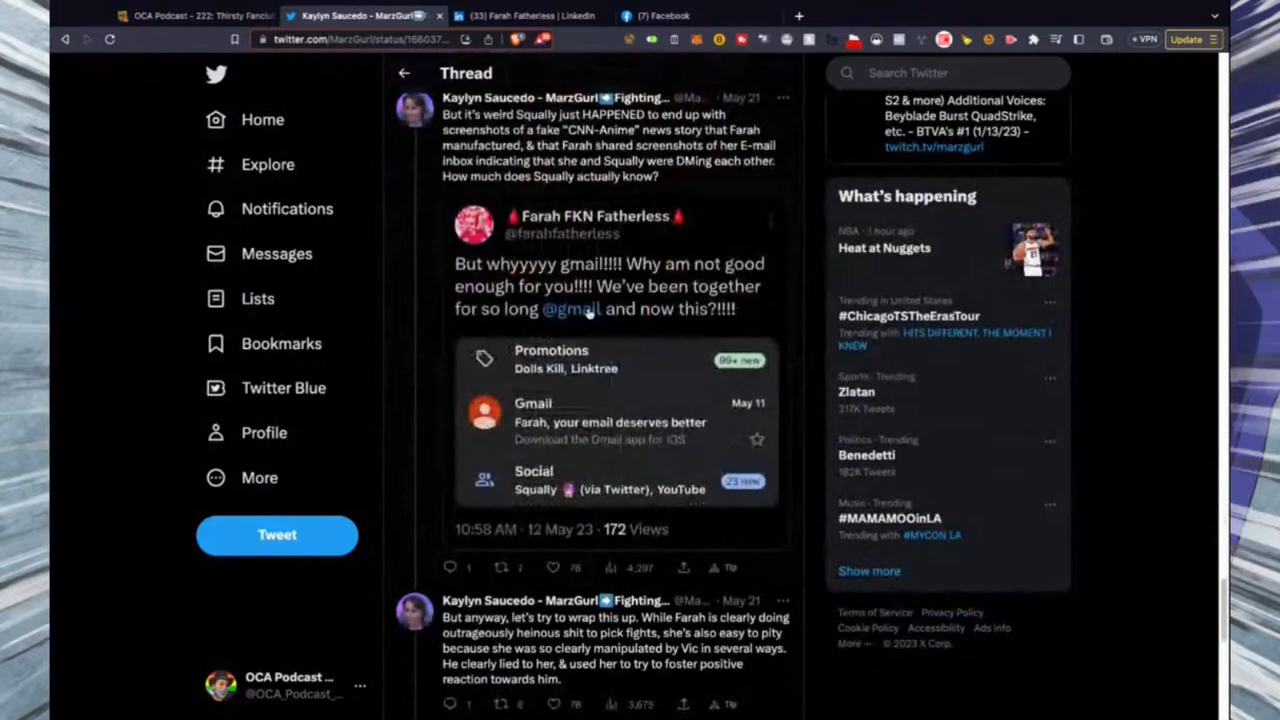 OCA Podcast - 222: Thirsty Fanclu
Kaylyn Saucedo - MarzGurl
(33) Farah Fatherless | LinkedIn
(7) Facebook
twitter.com/MarzGurl/status/166037...
VPN
Update
Home
Explore
Notifications
Messages
Lists
Bookmarks
Twitter Blue
Profile
More
Tweet
OCA Podcast ...
@OCA_Podcast_...
Thread
Kaylyn Saucedo - MarzGurl➡️Fighting... @Ma... · May 21
But it's weird Squally just HAPPENED to end up with
screenshots of a fake "CNN-Anime" news story that Farah
manufactured, & that Farah shared screenshots of her E-mail
inbox indicating that she and Squally were DMing each other.
How much does Squally actually know?
Farah FKN Fatherless
@farahfatherless
But whyyyyy gmail!!!! Why am not good
enough for you!!!! We've been together
for so long @gmail and now this?!!!!
Promotions
Dolls Kill, Linktree
99+ new
Gmail
May 11
Farah, your email deserves better
Download the Gmail app for iOS
Social
Squally (via Twitter), YouTube
23 new
10:58 AM · 12 May 23 · 172 Views
1 7 78 4,297 Tip
Kaylyn Saucedo - MarzGurl➡️Fighting... @Ma... · May 21
But anyway, let's try to wrap this up. While Farah is clearly doing
outrageously heinous shit to pick fights, she's also easy to pity
because she was so clearly manipulated by Vic in several ways.
He clearly lied to her, & used her to try to foster positive
reaction towards him.
1 6 78 3,675 Tip
Search Twitter
S2 & more) Additional Voices:
Beyblade Burst QuadStrike,
etc. - BTVA's #1 (1/13/23) -
twitch.tv/marzgurl
What's happening
NBA · 1 hour ago
Heat at Nuggets
Trending in United States
#ChicagoTSTheErasTour
Trending with HITS DIFFERENT, THE MOMENT I
KNEW
Sports · Trending
Zlatan
317K Tweets
Politics · Trending
Benedetti
182K Tweets
Music · Trending
#MAMAMOOinLA
Trending with #MYCON LA
Show more
Terms of Service Privacy Policy
Cookie Policy Accessibility Ads info
More ··· © 2023 X Corp.